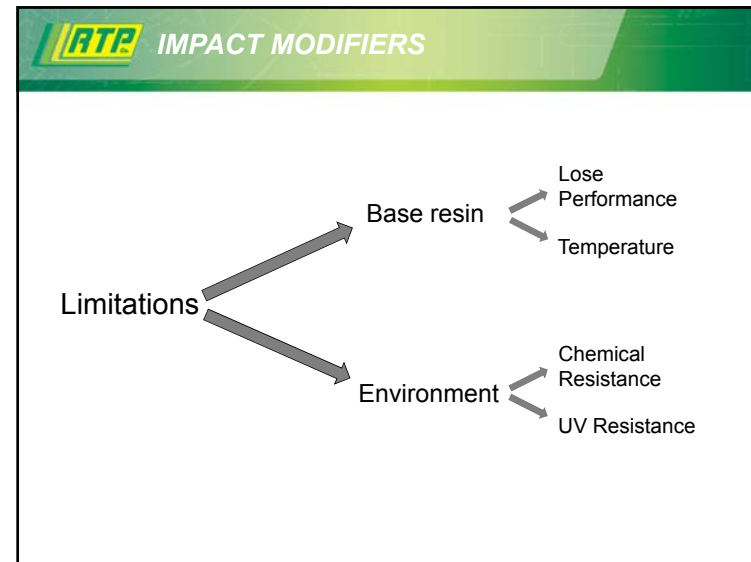 RTP IMPACT MODIFIERS
Limitations
Base resin
Lose
Performance
Temperature
Environment
Chemical
Resistance
UV Resistance